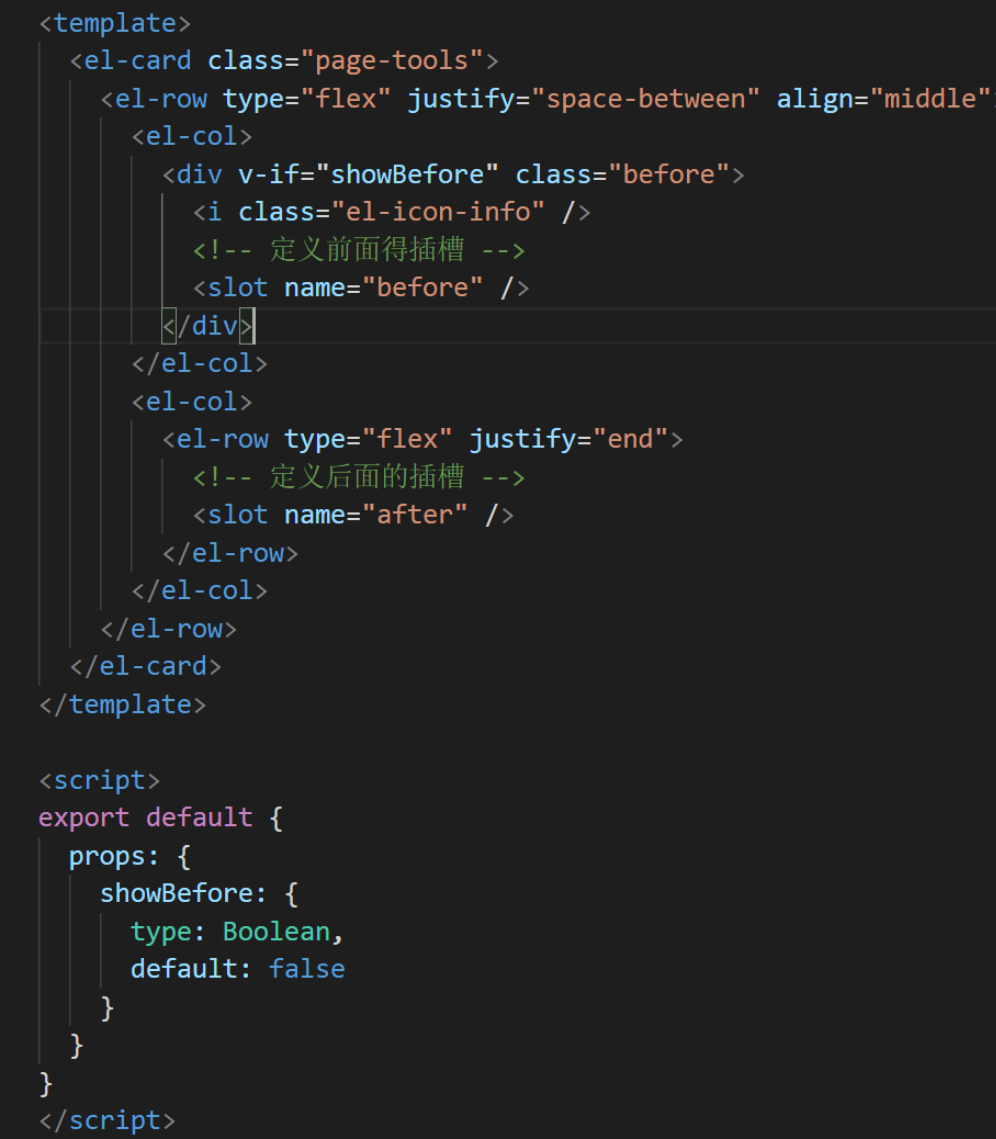 <template>
  <el-card class="page-tools">
    <el-row type="flex" justify="space-between" align="middle"
      <el-col>
        <div v-if="showBefore" class="before">
          <i class="el-icon-info" />
          <!-- 定义前面得插槽 -->
          <slot name="before" />
        </div>
      </el-col>
      <el-col>
        <el-row type="flex" justify="end">
          <!-- 定义后面的插槽 -->
          <slot name="after" />
        </el-row>
      </el-col>
    </el-row>
  </el-card>
</template>

<script>
export default {
  props: {
    showBefore: {
      type: Boolean,
      default: false
    }
  }
}
</script>